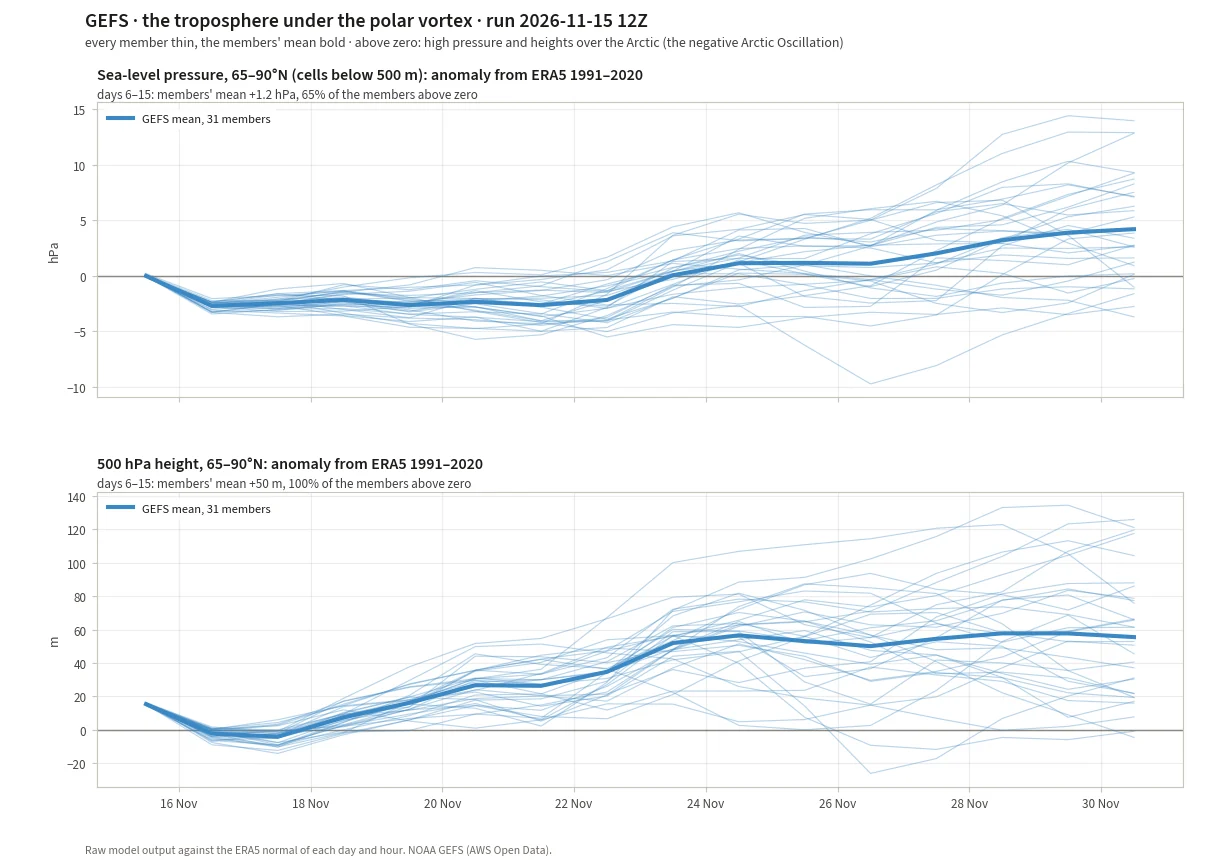 GEFS · the troposphere under the polar vortex · run 2026-11-15 12Z
every member thin, the members' mean bold · above zero: high pressure and heights over the Arctic (the negative Arctic Oscillation)
Sea-level pressure, 65–90°N (cells below 500 m): anomaly from ERA5 1991–2020
days 6–15: members' mean +1.2 hPa, 65% of the members above zero
GEFS mean, 31 members
hPa
15
10
5
0
−5
−10
500 hPa height, 65–90°N: anomaly from ERA5 1991–2020
days 6–15: members' mean +50 m, 100% of the members above zero
GEFS mean, 31 members
m
140
120
100
80
60
40
20
0
−20
16 Nov 18 Nov 20 Nov 22 Nov 24 Nov 26 Nov 28 Nov 30 Nov
Raw model output against the ERA5 normal of each day and hour. NOAA GEFS (AWS Open Data).